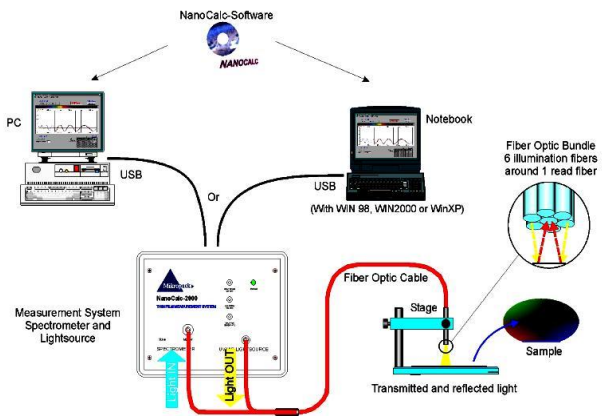 NanoCalc-Software
NANOCALC
PC
USB
Or
Notebook
USB
(With WIN 98, WIN2000 or WinXP)
Fiber Optic Bundle
6 illumination fibers
around 1 read fiber
Mikropack
NanoCalc-2000
Measurement System
Spectrometer and
Lightsource
SPECTROMETER
Light IN
Light OUT
Fiber Optic Cable
Stage
Sample
Transmitted and reflected light